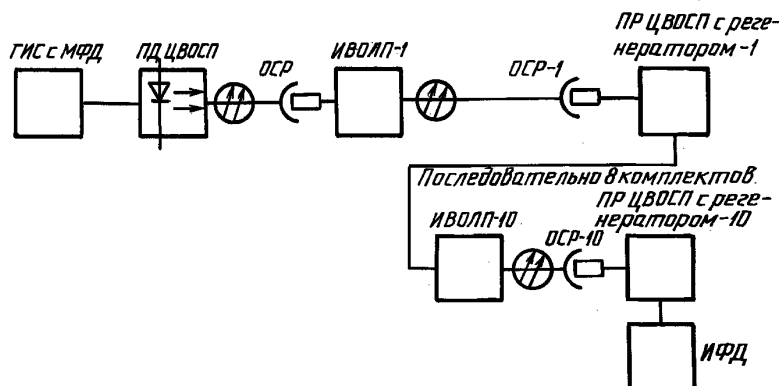 ГИС с МФД
ПД ЦВОСП
ОСР
ИВОЛП-1
ОСР-1
ПР ЦВОСП с реге-
нератором-1
Последовательно 8 комплектов.
ИВОЛП-10
ОСР-10
ПР ЦВОСП с реге-
нератором-10
ИФД